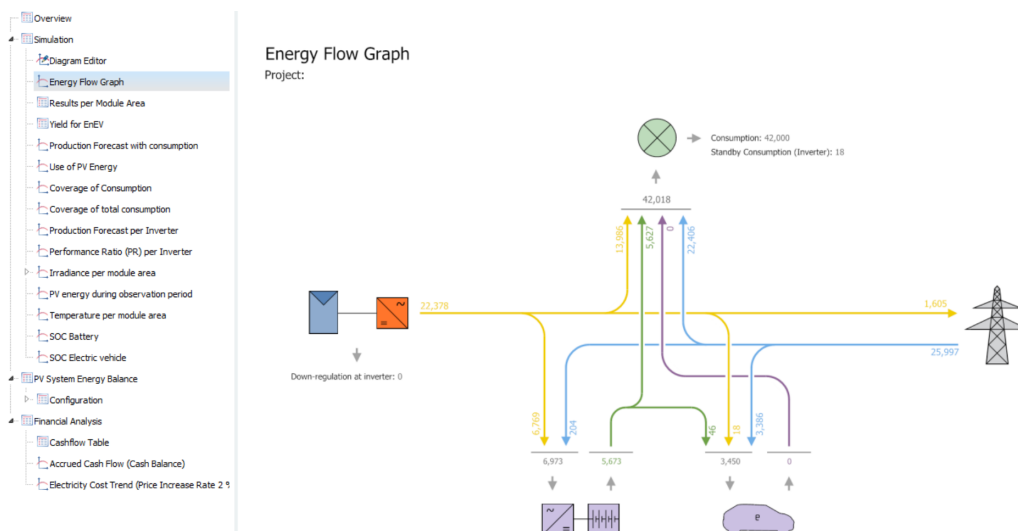 Overview
Simulation
Diagram Editor
Energy Flow Graph
Results per Module Area
Yield for EnEV
Production Forecast with consumption
Use of PV Energy
Coverage of Consumption
Coverage of total consumption
Production Forecast per Inverter
Performance Ratio (PR) per Inverter
Irradiance per module area
PV energy during observation period
Temperature per module area
SOC Battery
SOC Electric vehicle
PV System Energy Balance
Configuration
Financial Analysis
Cashflow Table
Accrued Cash Flow (Cash Balance)
Electricity Cost Trend (Price Increase Rate 2 %
Energy Flow Graph
Project:
Consumption: 42,000
Standby Consumption (Inverter): 18
42,018
13,986
5,627
0
22,406
22,378
1,605
25,997
Down-regulation at inverter: 0
6,769
204
46
18
3,386
6,973
5,673
3,450
0
~
=
~
=
e